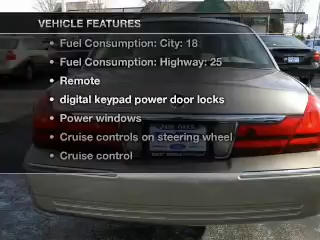 VEHICLE FEATURES
• Fuel Consumption: City: 18
• Fuel Consumption: Highway: 25
• Remote
• digital keypad power door locks
• Power windows
• Cruise controls on steering wheel
• Cruise control